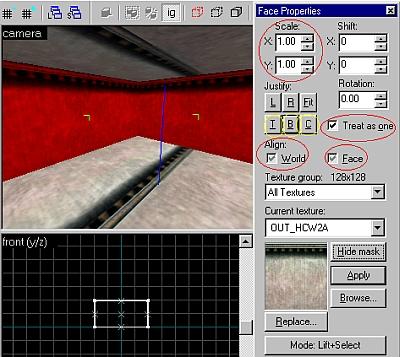 ig
Face Properties
camera
Scale:
Shift:
X: 1.00
X: 0
Y: 1.00
Y: 0
Justify:
Rotation:
L
R
Fit
0.00
T
B
C
Treat as one
Align:
World
Face
Texture group: 128x128
All Textures
Current texture:
OUT_HCW2A
front (y/z)
Hide mask
Apply
Browse...
Replace...
Mode: Lift+Select